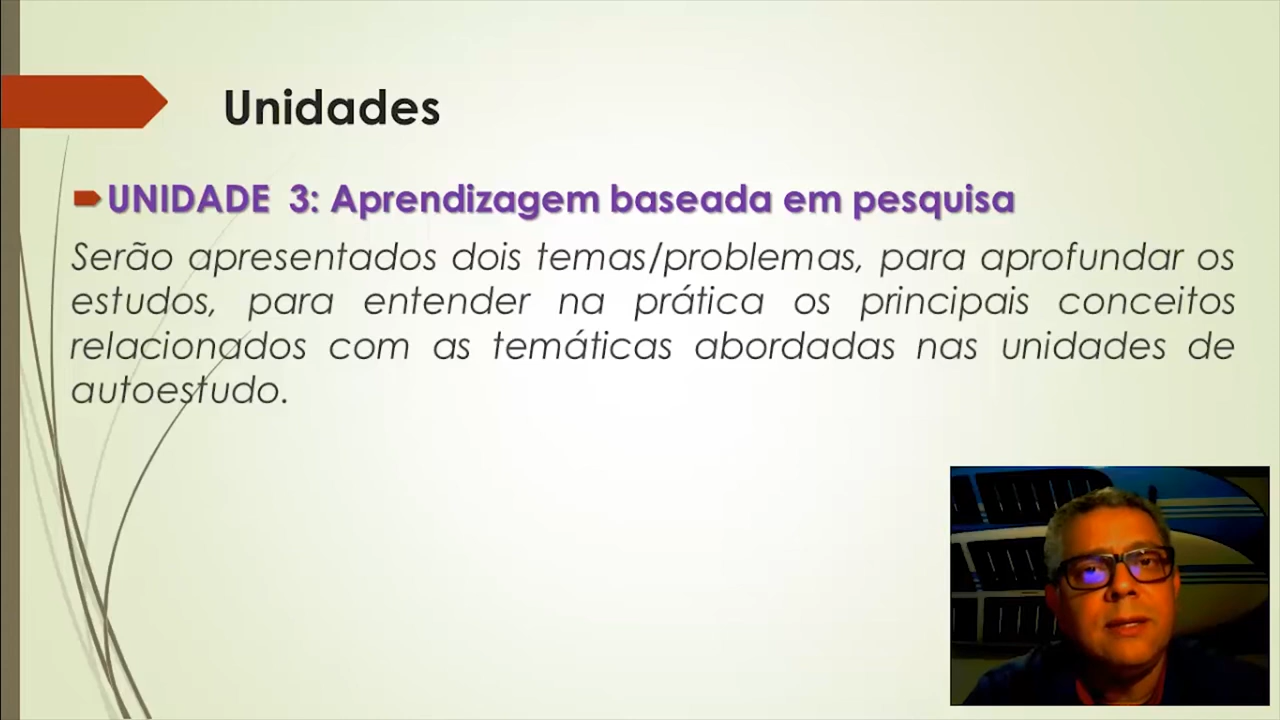 Unidades
UNIDADE 3: Aprendizagem baseada em pesquisa
Serão apresentados dois temas/problemas, para aprofundar os
estudos, para entender na prática os principais conceitos
relacionados com as temáticas abordadas nas unidades de
autoestudo.